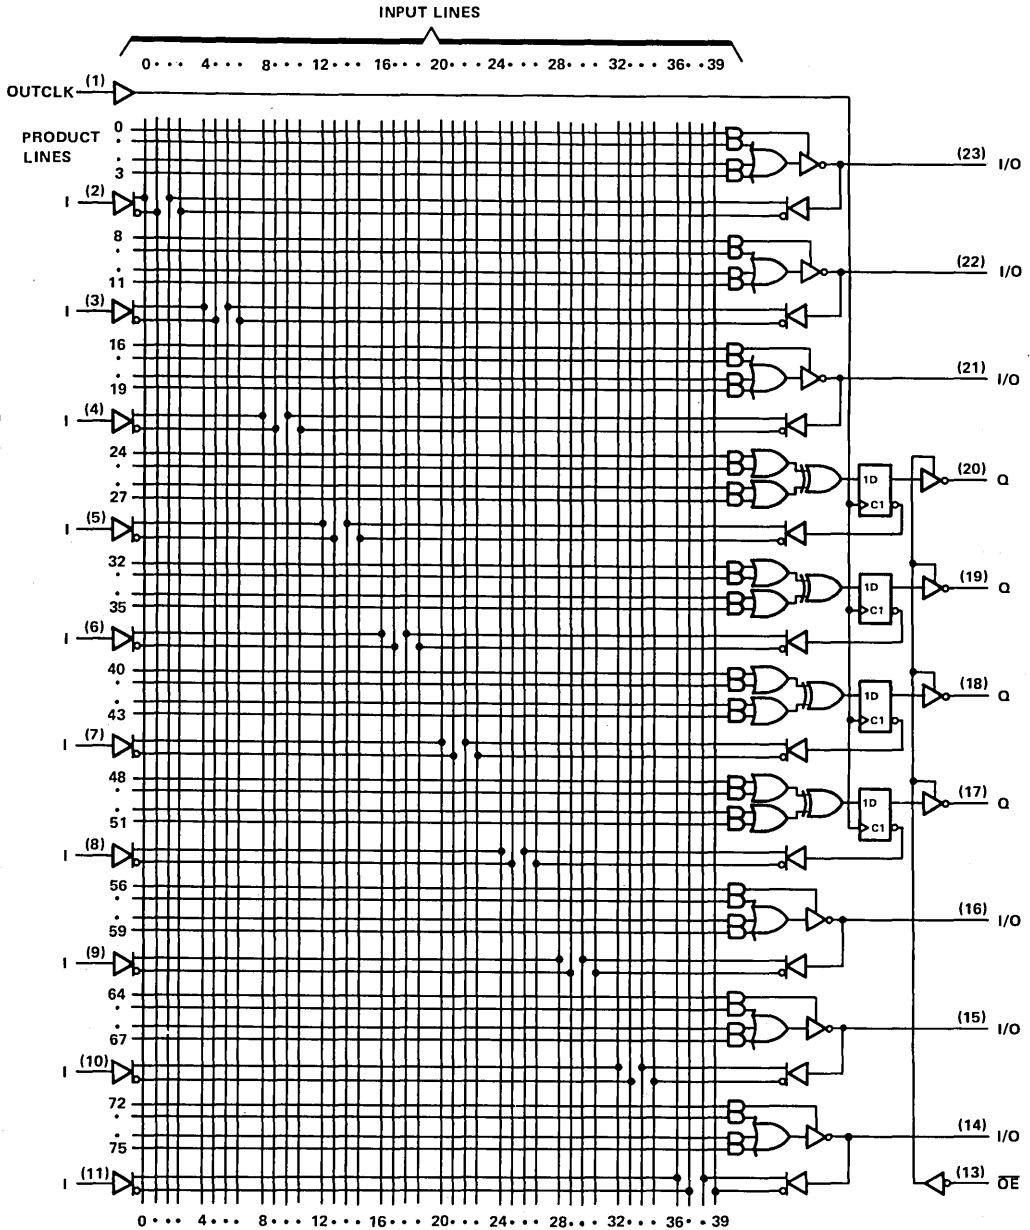 INPUT LINES
0 • • • 4 • • • 8 • • • 12 • • • 16 • • • 20 • • • 24 • • • 28 • • • 32 • • • 36 • • 39
OUTCLK (1)
PRODUCT LINES
0
•
•
3
(23) I/O
I (2)
8
•
•
11
(22) I/O
I (3)
16
•
•
19
(21) I/O
I (4)
24
•
•
27
1D
C1
(20) Q
I (5)
32
•
•
35
1D
C1
(19) Q
I (6)
40
•
•
43
1D
C1
(18) Q
I (7)
48
•
•
51
1D
C1
(17) Q
I (8)
56
•
•
59
(16) I/O
I (9)
64
•
•
67
(15) I/O
I (10)
72
•
•
75
(14) I/O
I (11)
(13) O̅E̅
0 • • • 4 • • • 8 • • • 12 • • • 16 • • • 20 • • • 24 • • • 28 • • • 32 • • • 36 • • 39